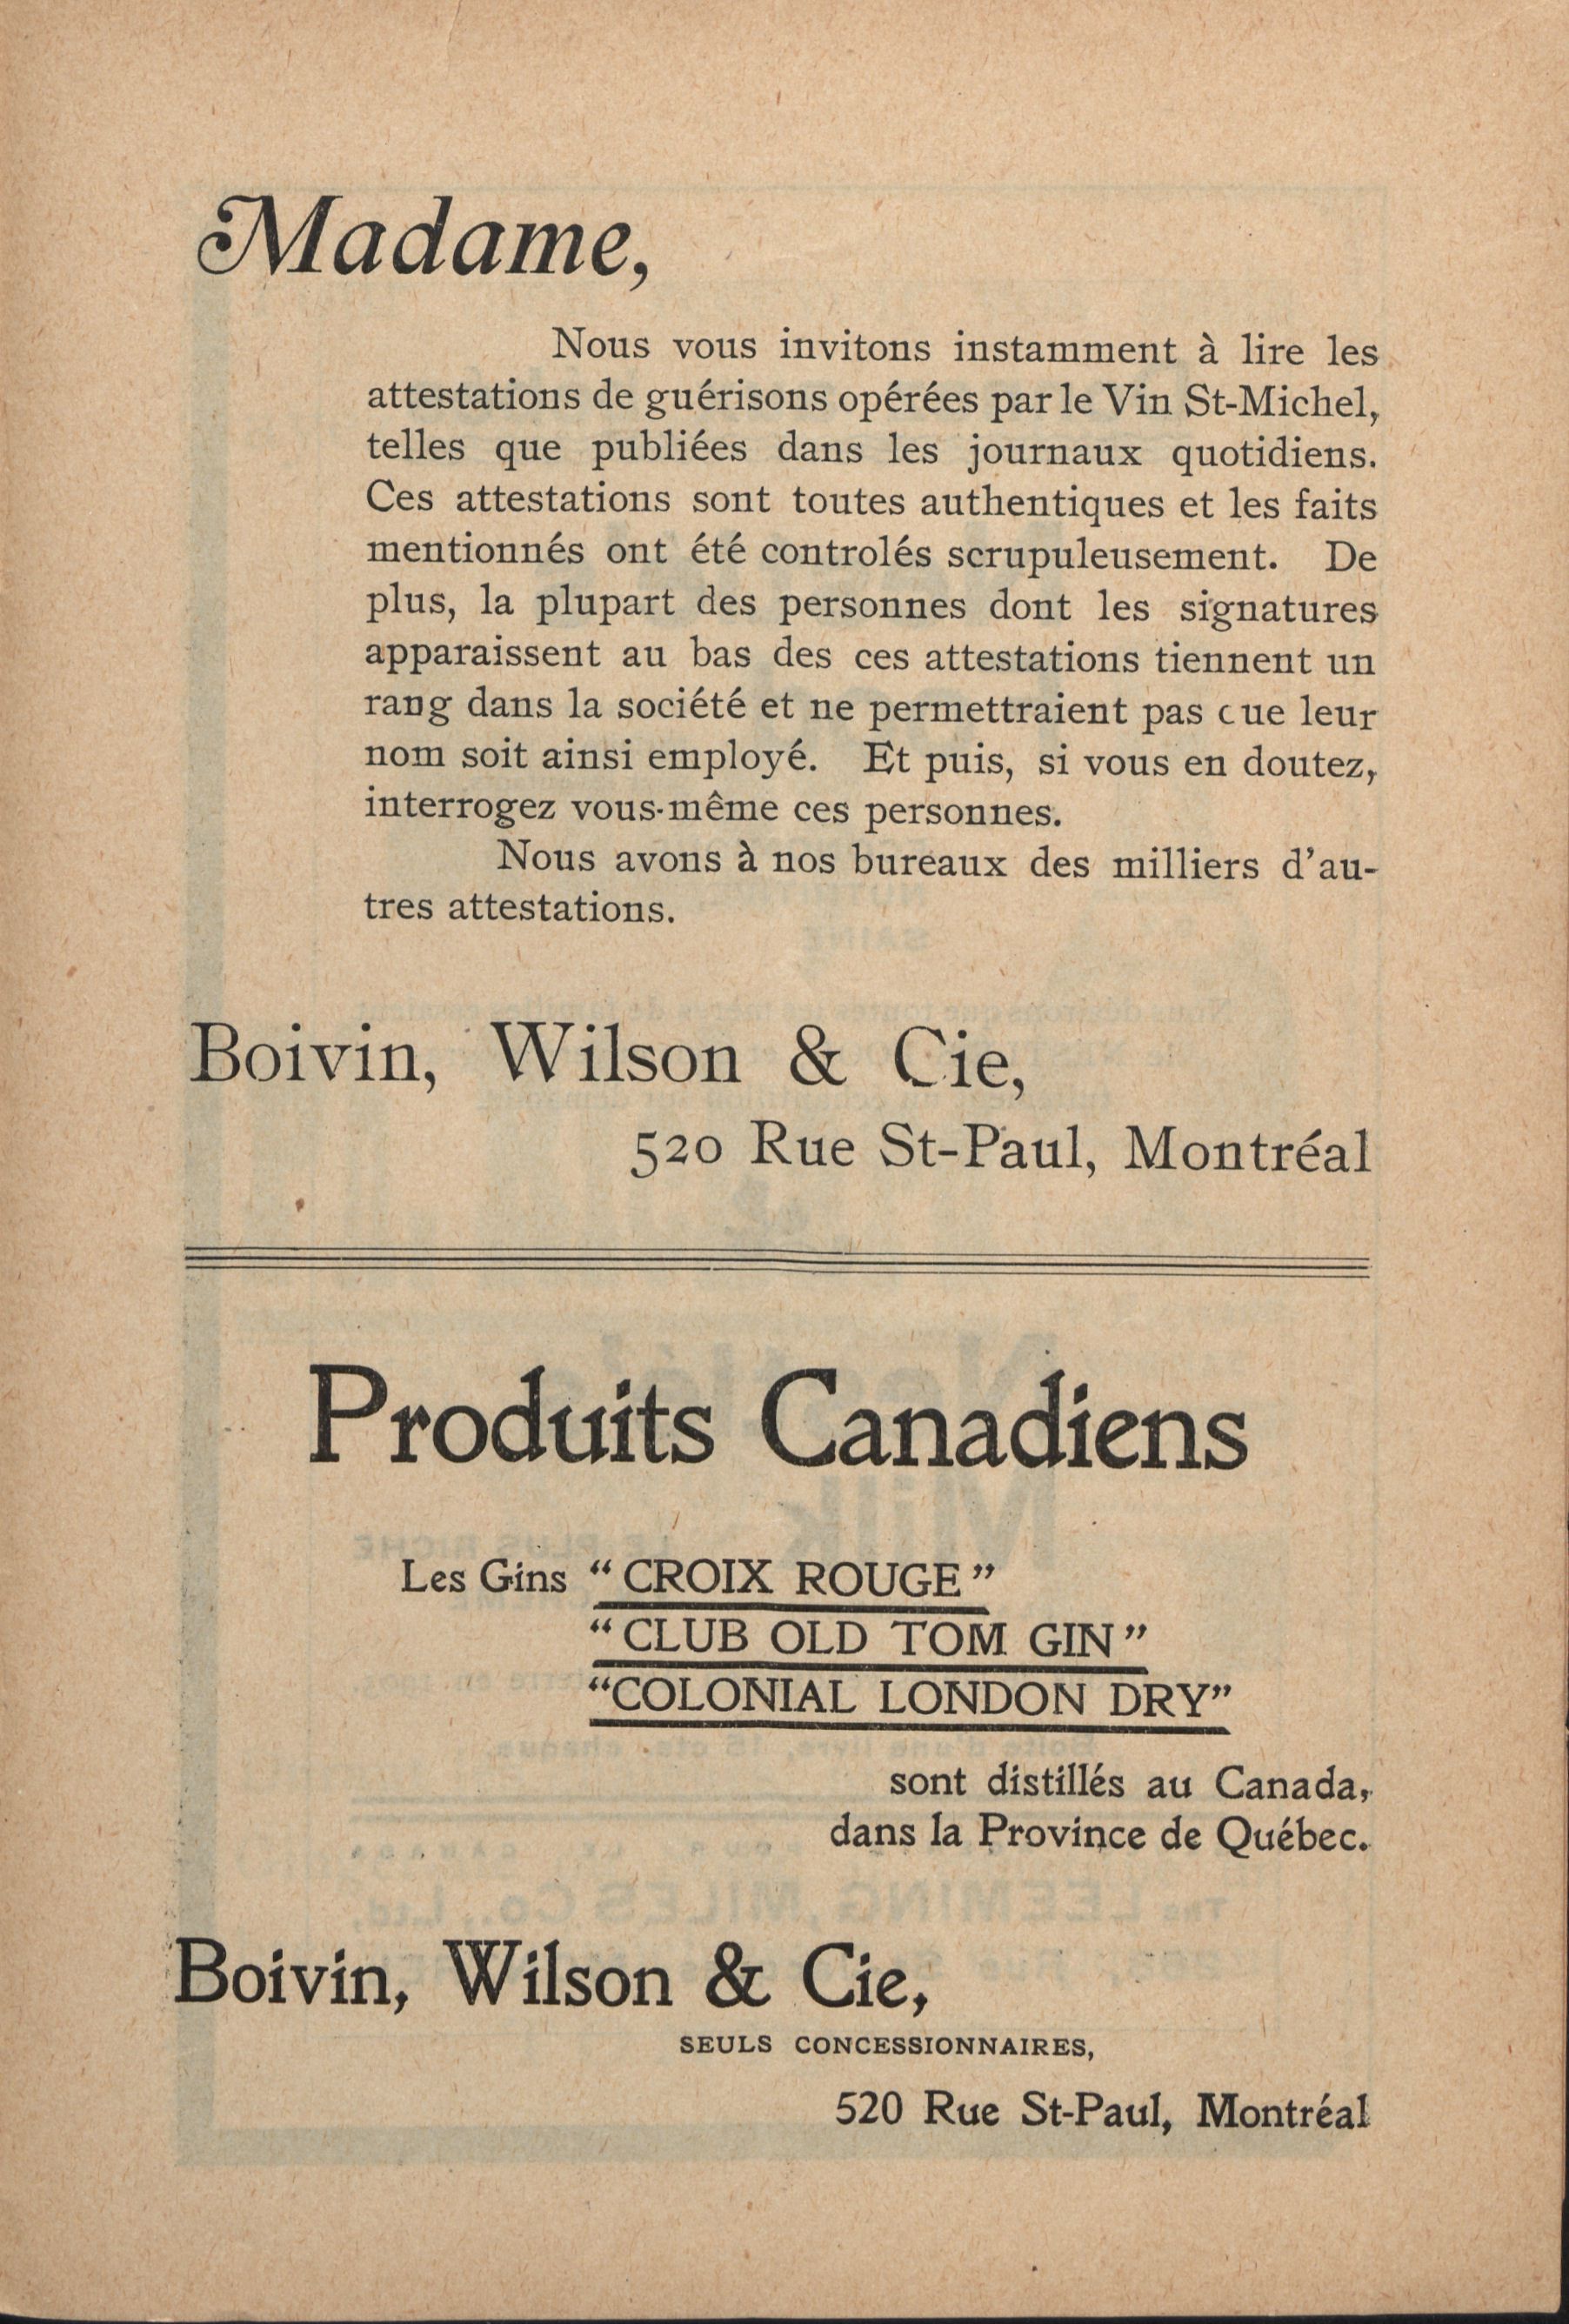 Madame,
Nous vous invitons instamment à lire les
attestations de guérisons opérées par le Vin St-Michel,
telles que publiées dans les journaux quotidiens.
Ces attestations sont toutes authentiques et les faits
mentionnés ont été controlés scrupuleusement. De
plus, la plupart des personnes dont les signatures
apparaissent au bas des ces attestations tiennent un
rang dans la société et ne permettraient pas que leur
nom soit ainsi employé. Et puis, si vous en doutez,
interrogez vous-même ces personnes.
Nous avons à nos bureaux des milliers d'au-
tres attestations.
Boivin, Wilson & Cie,
520 Rue St-Paul, Montréal
Produits Canadiens
Les Gins “CROIX ROUGE”
“CLUB OLD TOM GIN”
“COLONIAL LONDON DRY”
sont distillés au Canada,
dans la Province de Québec.
Boivin, Wilson & Cie,
SEULS CONCESSIONNAIRES,
520 Rue St-Paul, Montréal